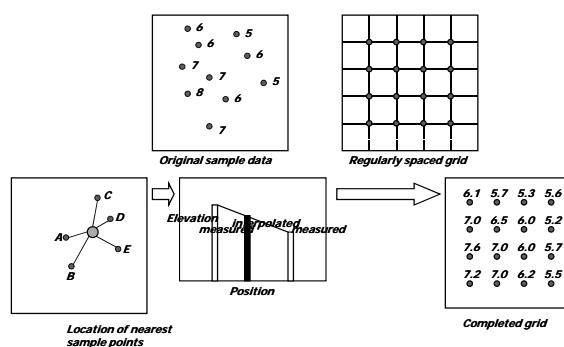 6
5
6
6
7
7
5
8
6
7
Original sample data
Regularly spaced grid
C
D
A
E
B
Location of nearest
sample points
Elevation
measured
interpolated
measured
Position
6.1 5.7 5.3 5.6
7.0 6.5 6.0 5.2
7.6 7.0 6.0 5.7
7.2 7.0 6.2 5.5
Completed grid